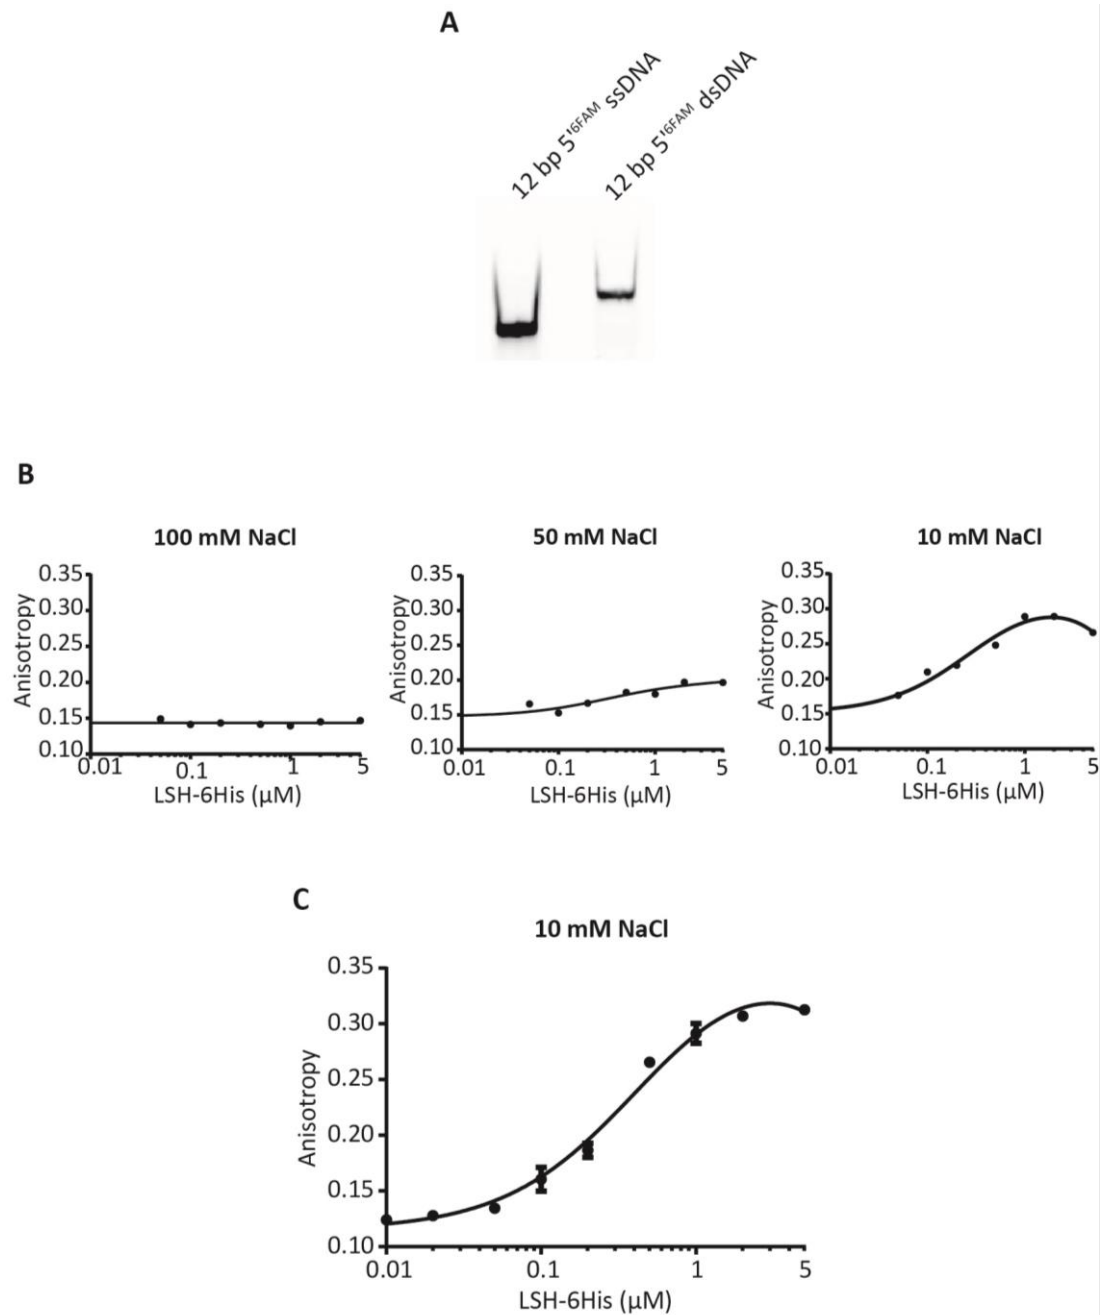 A
12 bp 5'6FAM ssDNA
12 bp 5'6FAM dsDNA
B
100 mM NaCl
Anisotropy
0.35
0.30
0.25
0.20
0.15
0.10
0.01 0.1 1 5
LSH-6His (μM)
50 mM NaCl
Anisotropy
0.35
0.30
0.25
0.20
0.15
0.10
0.01 0.1 1 5
LSH-6His (μM)
10 mM NaCl
Anisotropy
0.35
0.30
0.25
0.20
0.15
0.10
0.01 0.1 1 5
LSH-6His (μM)
C
10 mM NaCl
Anisotropy
0.35
0.30
0.25
0.20
0.15
0.10
0.01 0.1 1 5
LSH-6His (μM)